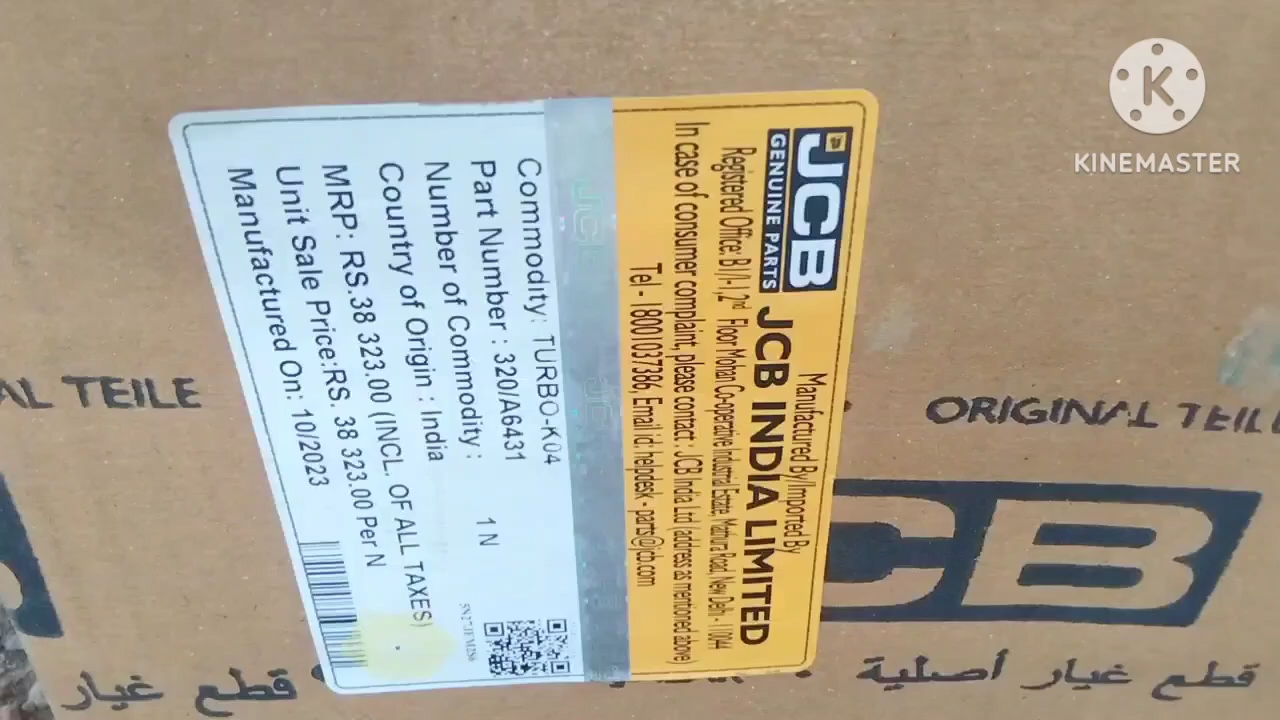 JCB
GENUINE PARTS
Manufactured By/Imported By
JCB INDIA LIMITED
Registered Office: B1/I-1, 2nd Floor Mohan Co-operative Industrial Estate, Mathura Road, New Delhi - 110044
In case of consumer complaint, please contact : JCB India Ltd (address as mentioned above)
Tel - 18001037386, Email id: helpdesk - parts@jcb.com
Commodity: TURBO-K04
Part Number : 320/A6431
Number of Commodity : 1 N
Country of Origin : India
MRP: RS.38 323.00 (INCL. OF ALL TAXES)
Unit Sale Price:RS. 38 323.00 Per N
Manufactured On: 10/2023
KINEMASTER
AL TEILE
ORIGINAL TEILE
CB
قطع غيار
قطع غيار أصلية